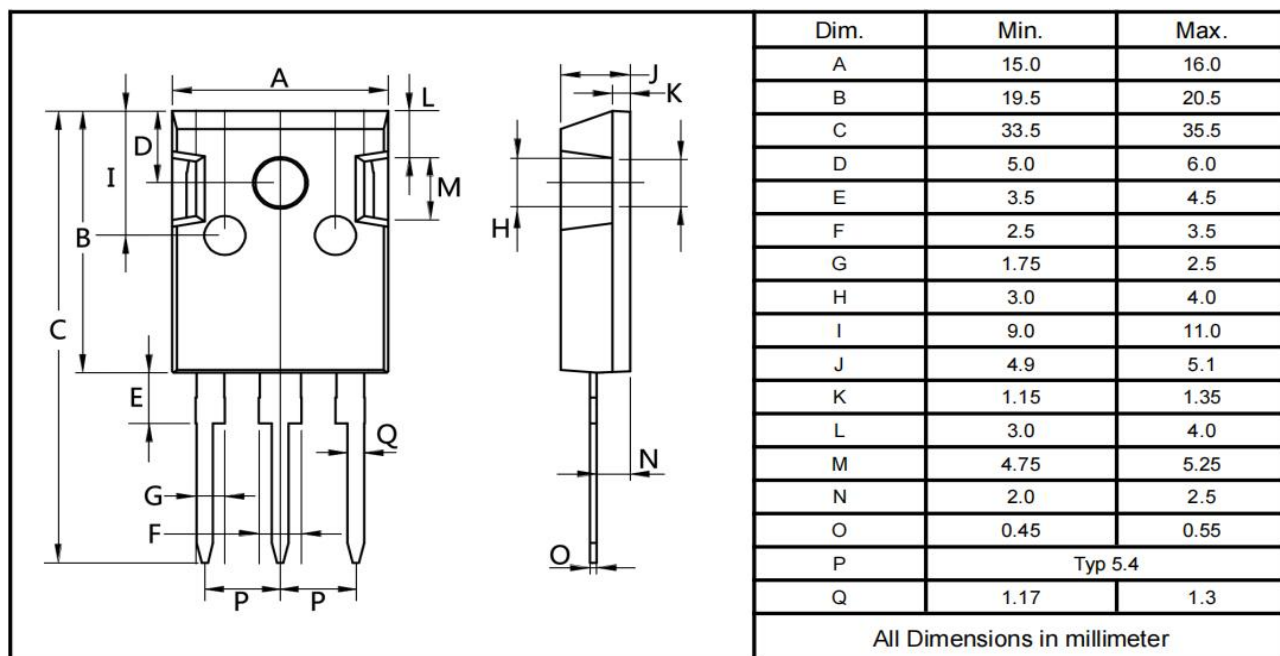 A
L
D
I
M
B
C
E
Q
G
F
P P
J
K
H
N
O
Dim. Min. Max.
A 15.0 16.0
B 19.5 20.5
C 33.5 35.5
D 5.0 6.0
E 3.5 4.5
F 2.5 3.5
G 1.75 2.5
H 3.0 4.0
I 9.0 11.0
J 4.9 5.1
K 1.15 1.35
L 3.0 4.0
M 4.75 5.25
N 2.0 2.5
O 0.45 0.55
P Typ 5.4
Q 1.17 1.3
All Dimensions in millimeter